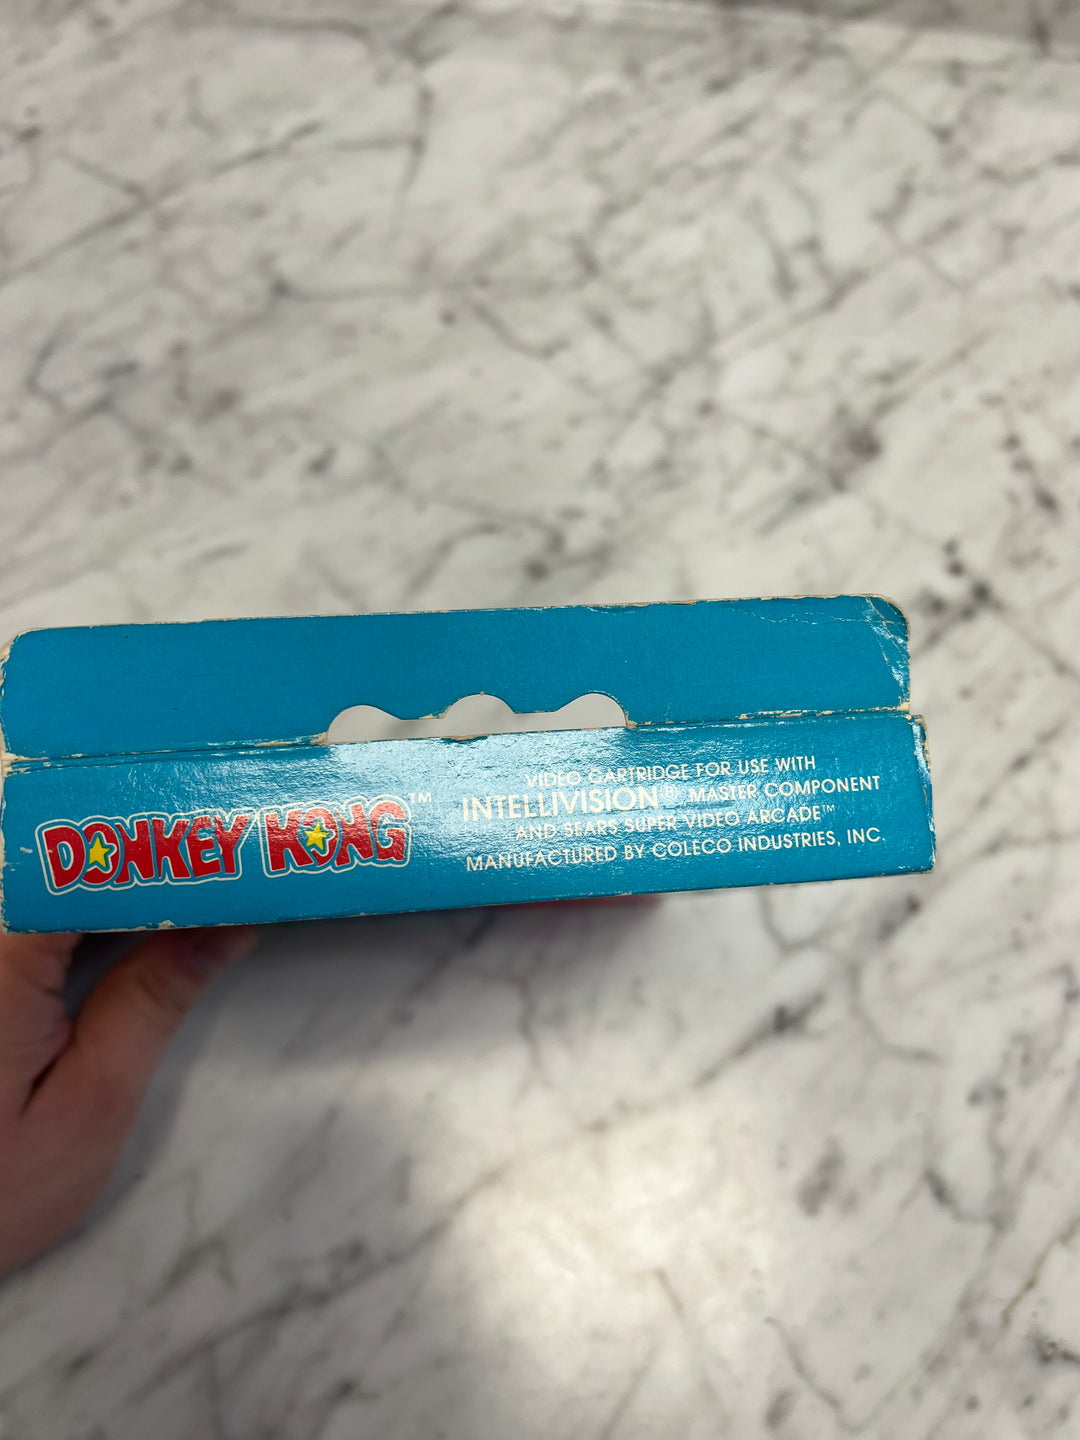 DONKEY KONG™
VIDEO CARTRIDGE FOR USE WITH
INTELLIVISION® MASTER COMPONENT
AND SEARS SUPER VIDEO ARCADE™
MANUFACTURED BY COLECO INDUSTRIES, INC.